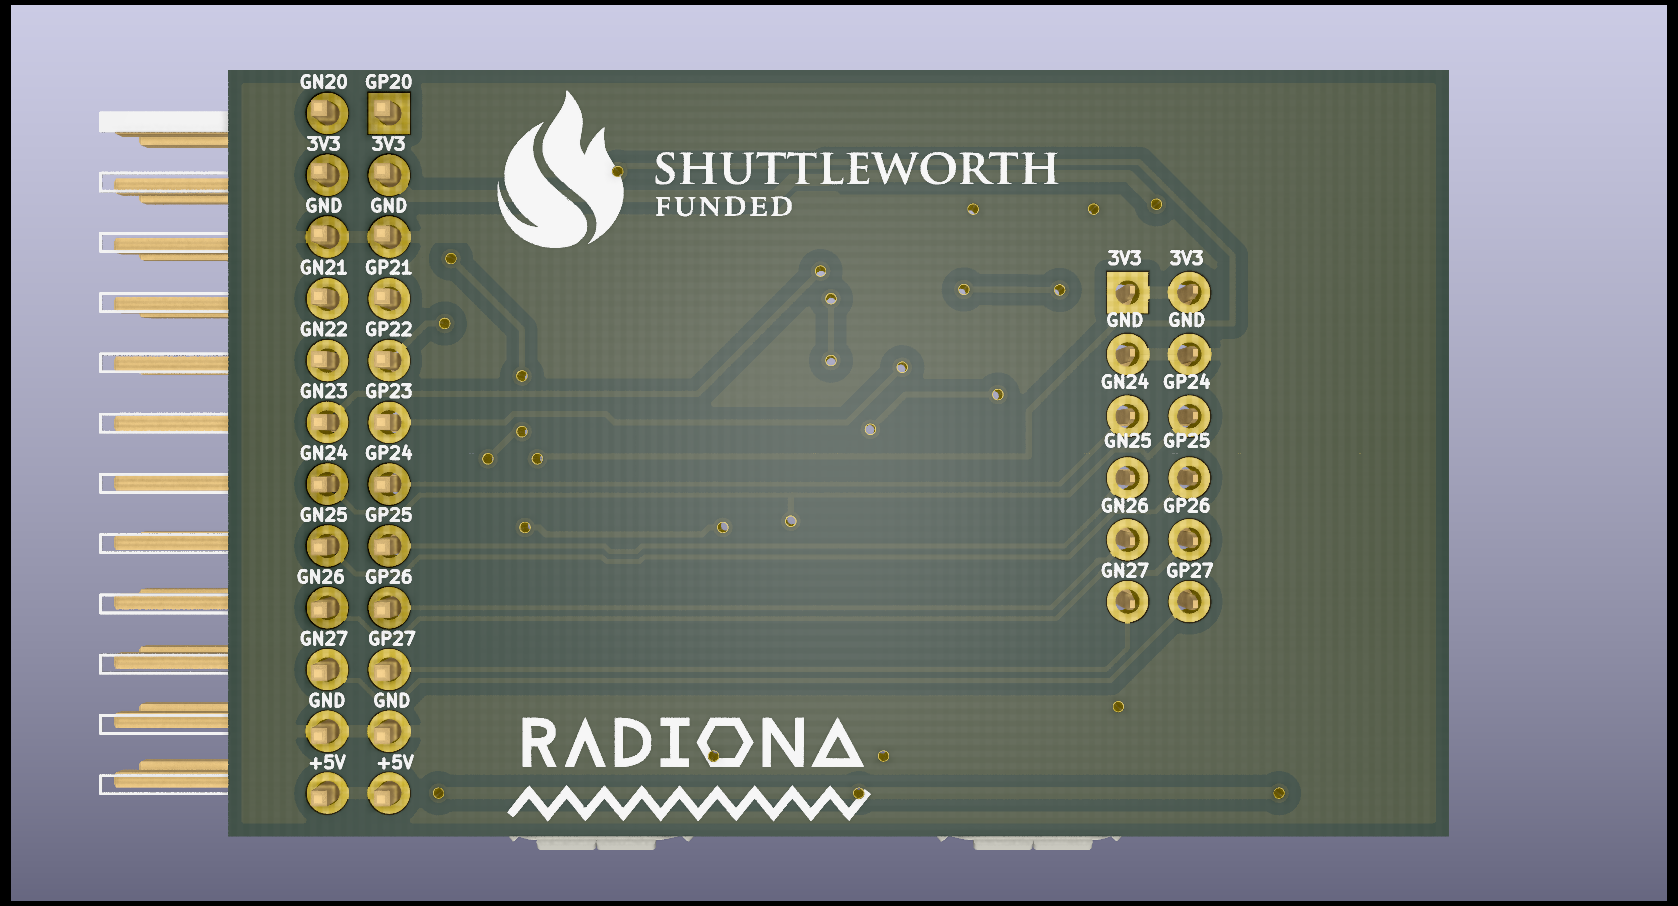 GN20 GP20
3V3 3V3
GND GND
GN21 GP21
GN22 GP22
GN23 GP23
GN24 GP24
GN25 GP25
GN26 GP26
GN27 GP27
GND GND
+5V +5V
SHUTTLEWORTH
FUNDED
3V3 3V3
GND GND
GN24 GP24
GN25 GP25
GN26 GP26
GN27 GP27
RADIONA